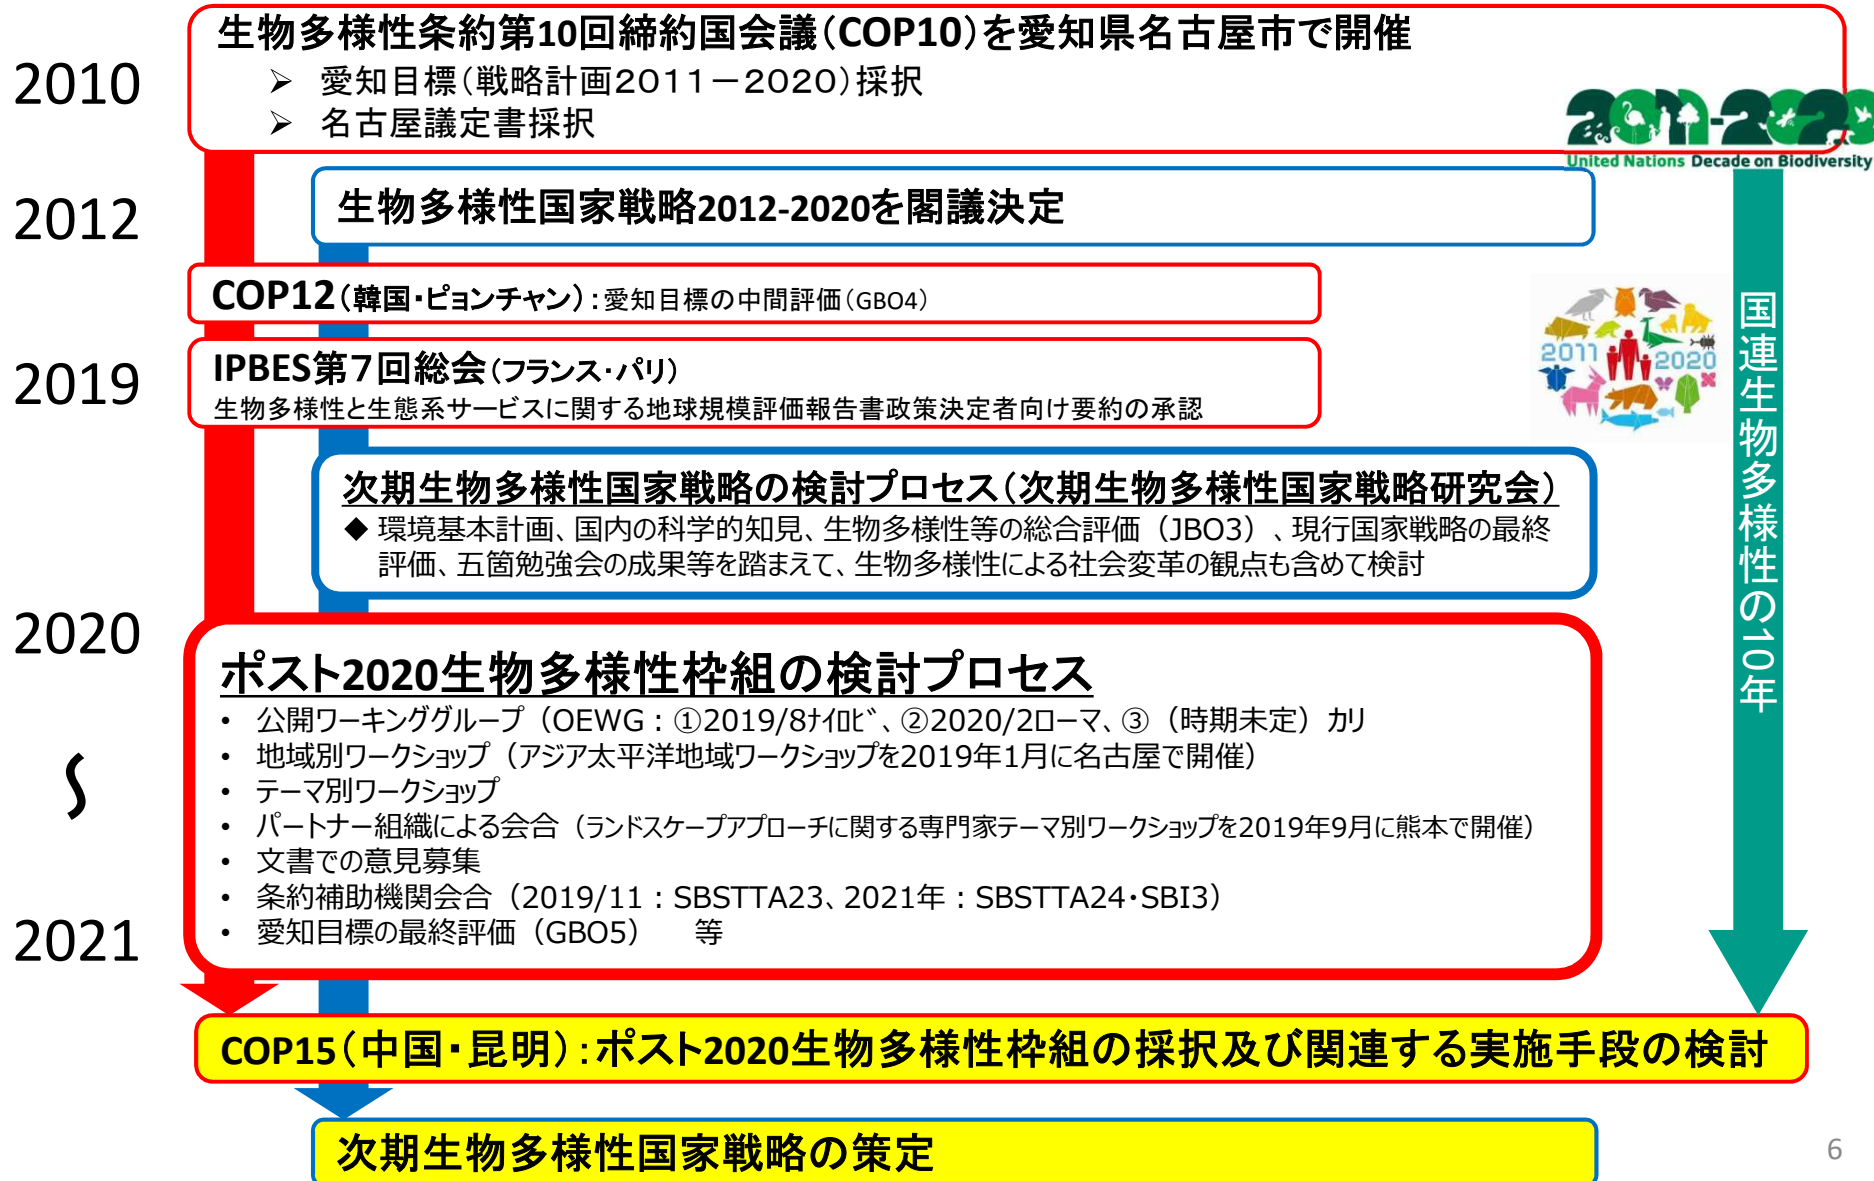 2010
生物多様性条約第10回締約国会議(COP10)を愛知県名古屋市で開催
➢ 愛知目標(戦略計画2011－2020)採択
➢ 名古屋議定書採択
2011-2020
United Nations Decade on Biodiversity
2012
生物多様性国家戦略2012-2020を閣議決定
COP12(韓国・ピョンチャン):愛知目標の中間評価(GBO4)
2019
IPBES第7回総会(フランス・パリ)
生物多様性と生態系サービスに関する地球規模評価報告書政策決定者向け要約の承認
2011 2020
国連生物多様性の10年
次期生物多様性国家戦略の検討プロセス(次期生物多様性国家戦略研究会)
◆ 環境基本計画、国内の科学的知見、生物多様性等の総合評価（JBO3）、現行国家戦略の最終
評価、五箇勉強会の成果等を踏まえて、生物多様性による社会変革の観点も含めて検討
2020
～
2021
ポスト2020生物多様性枠組の検討プロセス
• 公開ワーキンググループ（OEWG：①2019/8ﾅｲﾛﾋﾞ、②2020/2ローマ、③（時期未定）カリ
• 地域別ワークショップ（アジア太平洋地域ワークショップを2019年1月に名古屋で開催）
• テーマ別ワークショップ
• パートナー組織による会合（ランドスケープアプローチに関する専門家テーマ別ワークショップを2019年9月に熊本で開催）
• 文書での意見募集
• 条約補助機関会合（2019/11：SBSTTA23、2021年：SBSTTA24・SBI3）
• 愛知目標の最終評価（GBO5） 等
COP15(中国・昆明):ポスト2020生物多様性枠組の採択及び関連する実施手段の検討
次期生物多様性国家戦略の策定
6